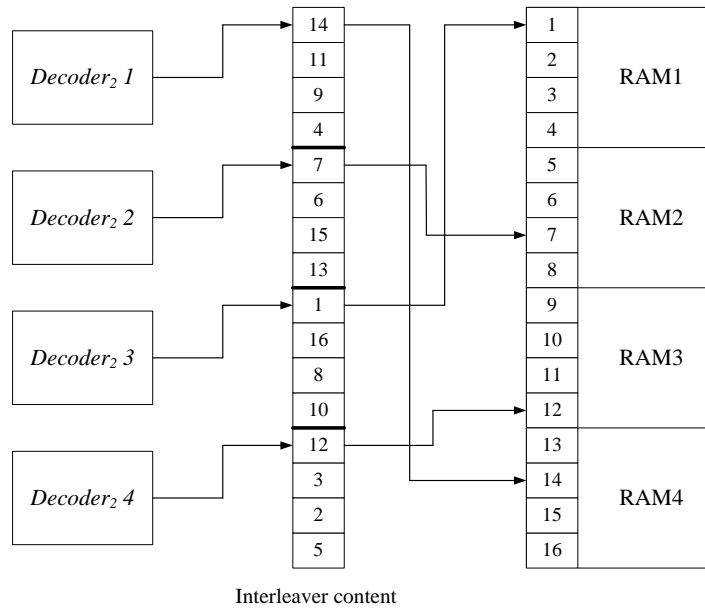 14 1
11 2
Decoder₂ 1 9 3 RAM1
4 4
7 5
6 6
Decoder₂ 2 15 7 RAM2
13 8
1 9
16 10
Decoder₂ 3 8 11 RAM3
10 12
12 13
3 14
Decoder₂ 4 2 15 RAM4
5 16
Interleaver content